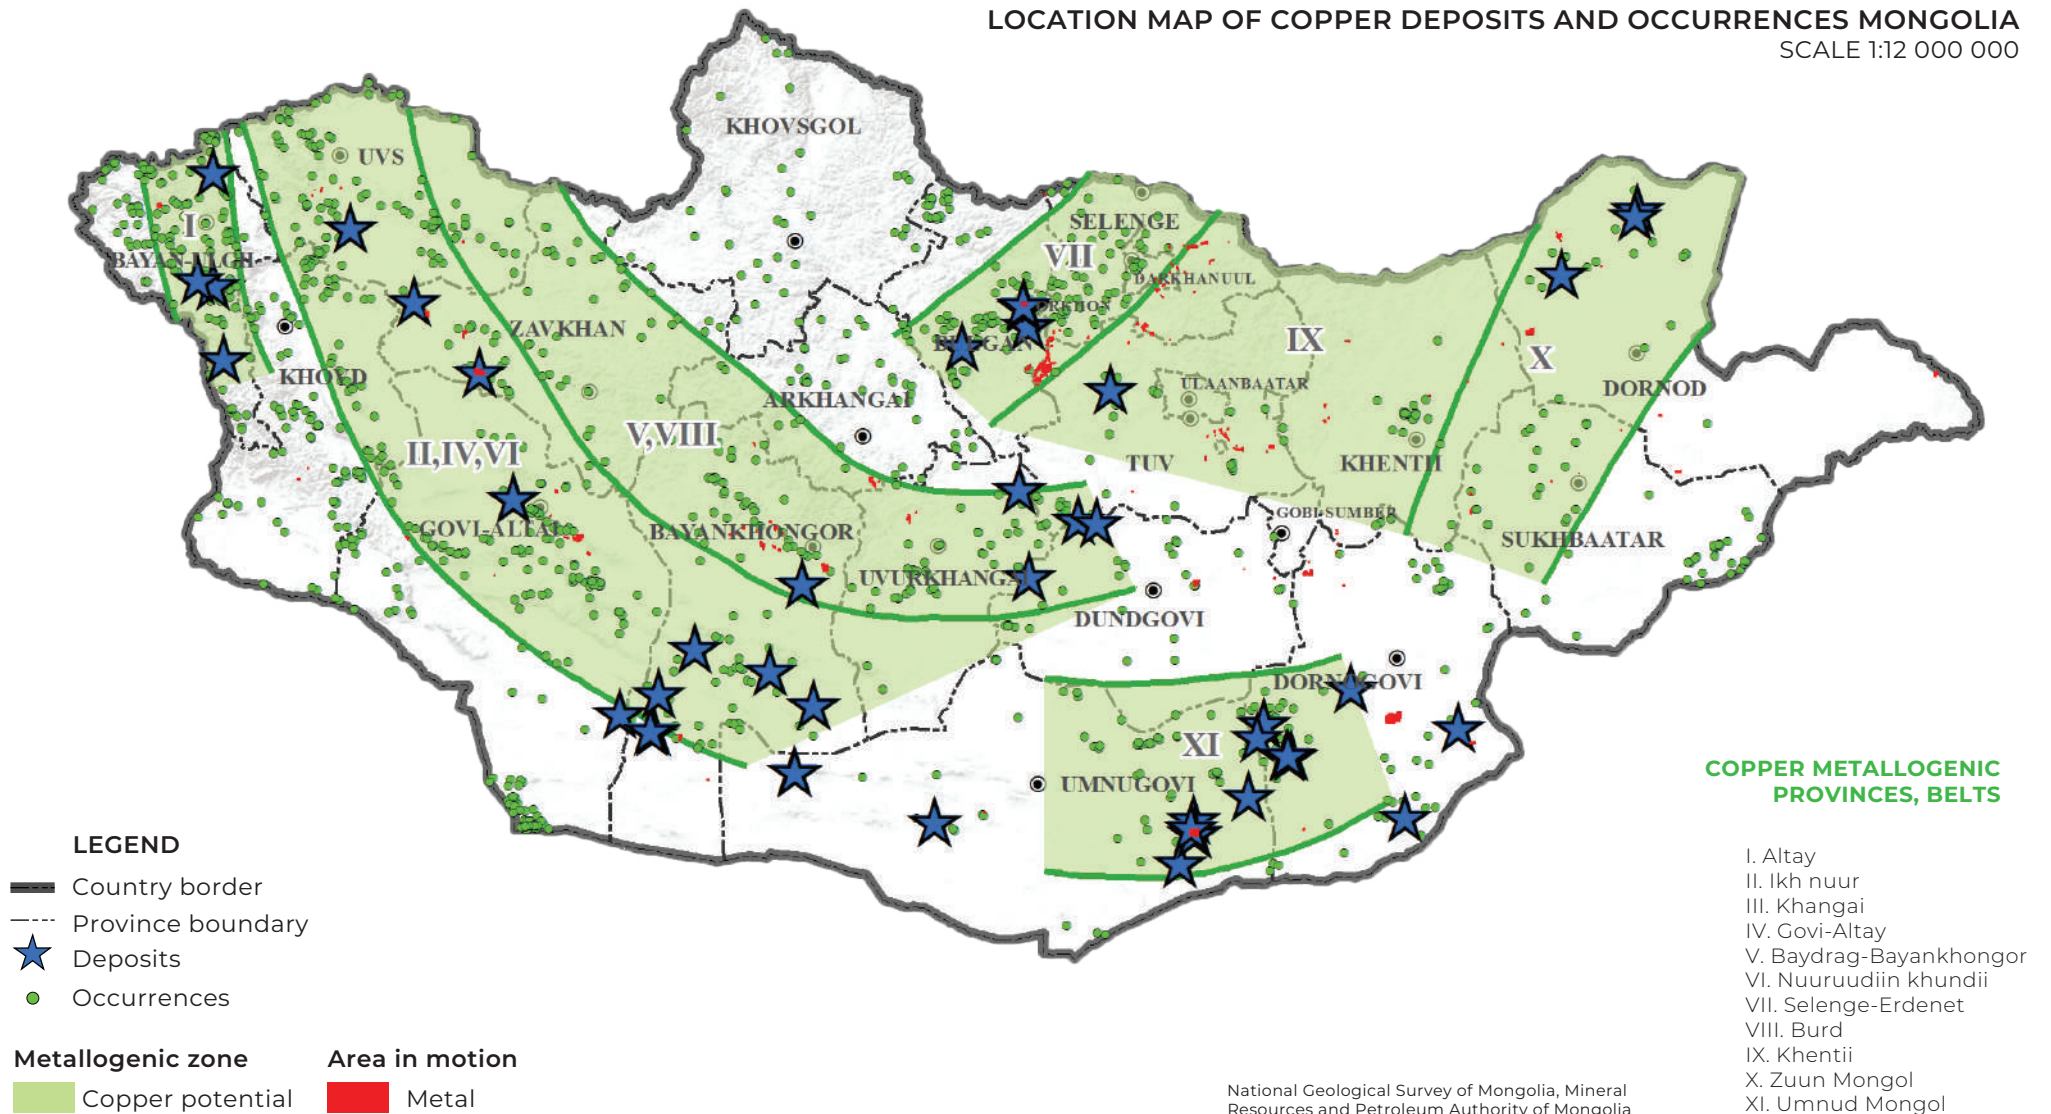 LOCATION MAP OF COPPER DEPOSITS AND OCCURRENCES MONGOLIA
SCALE 1:12 000 000
KHOVSGOL
UVS
I
BAYAN-ULGII
SELENGE
VII
DARKHANUUL
ORKHON
BULGAN
KHOVD
ZAVKHAN
ARKHANGAI
IX
ULAANBAATAR
X
DORNOD
II,IV,VI
V,VIII
TUV
KHENTII
GOVI-ALTAI
BAYANKHONGOR
GOBI-SUMBER
SUKHBAATAR
UVURKHANGAI
DUNDGOVI
DORNOGOVI
XI
UMNUGOVI
COPPER METALLOGENIC
PROVINCES, BELTS
I. Altay
II. Ikh nuur
III. Khangai
IV. Govi-Altay
V. Baydrag-Bayankhongor
VI. Nuuruudiin khundii
VII. Selenge-Erdenet
VIII. Burd
IX. Khentii
X. Zuun Mongol
XI. Umnud Mongol
LEGEND
Country border
Province boundary
Deposits
Occurrences
Metallogenic zone
Copper potential
Area in motion
Metal
National Geological Survey of Mongolia, Mineral
Resources and Petroleum Authority of Mongolia